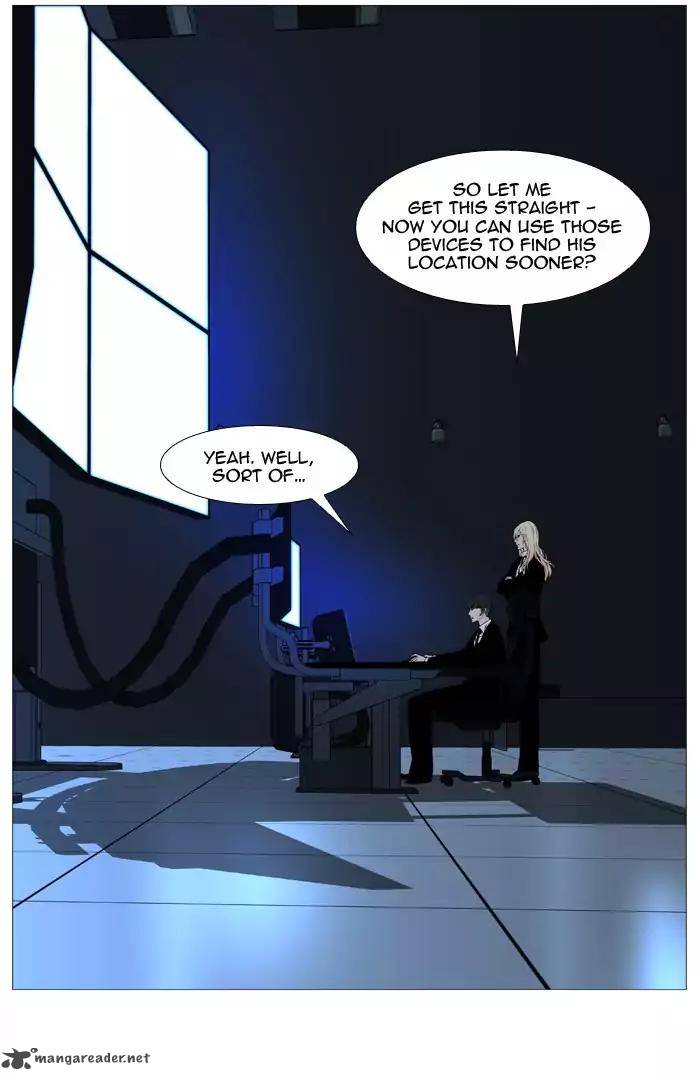 SO LET ME
GET THIS STRAIGHT -
NOW YOU CAN USE THOSE
DEVICES TO FIND HIS
LOCATION SOONER?
YEAH. WELL,
SORT OF...
mangareader.net